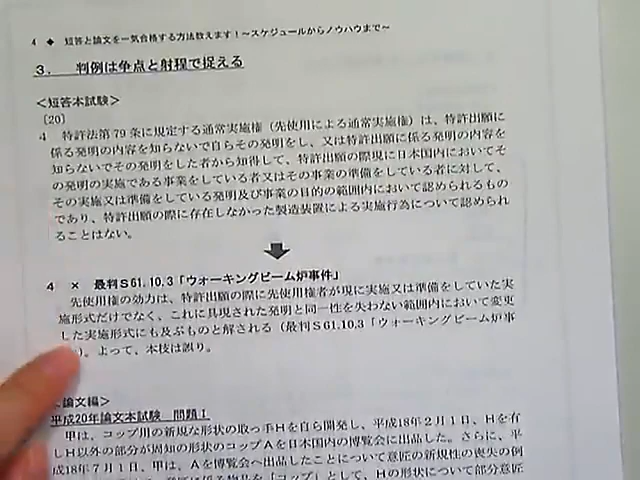 4 ◆ 短答と論文を一気合格する方法教えます!~スケジュールからノウハウまで~
3. 判例は争点と射程で捉える
<短答本試験>
〔20〕
4 特許法第79条に規定する通常実施権(先使用による通常実施権)は、特許出願に
係る発明の内容を知らないで自らその発明をし、又は特許出願に係る発明の内容を
知らないでその発明をした者から知得して、特許出願の際現に日本国内においてそ
の発明の実施である事業をしている者又はその事業の準備をしている者に対して、
その実施又は準備をしている発明及び事業の目的の範囲内において認められるもの
であり、特許出願の際に存在しなかった製造装置による実施行為について認められ
ることはない。
4 × 最判S61.10.3「ウォーキングビーム炉事件」
先使用権の効力は、特許出願の際に先使用権者が現に実施又は準備をしていた実
施形式だけでなく、これに具現された発明と同一性を失わない範囲内において変更
した実施形式にも及ぶものと解される(最判S61.10.3「ウォーキングビーム炉事
)。よって、本枝は誤り。
論文編>
平成20年論文本試験 問題Ⅰ
甲は、コップ用の新規な形状の取っ手Hを自ら開発し、平成18年2月1日、Hを有
しH以外の部分が周知の形状のコップAを日本国内の博覧会に出品した。さらに、平
成18年7月1日、甲は、Aを博覧会へ出品したことについて意匠の新規性の喪失の例
係る物品を「コップ」として、Hの形状について部分意匠